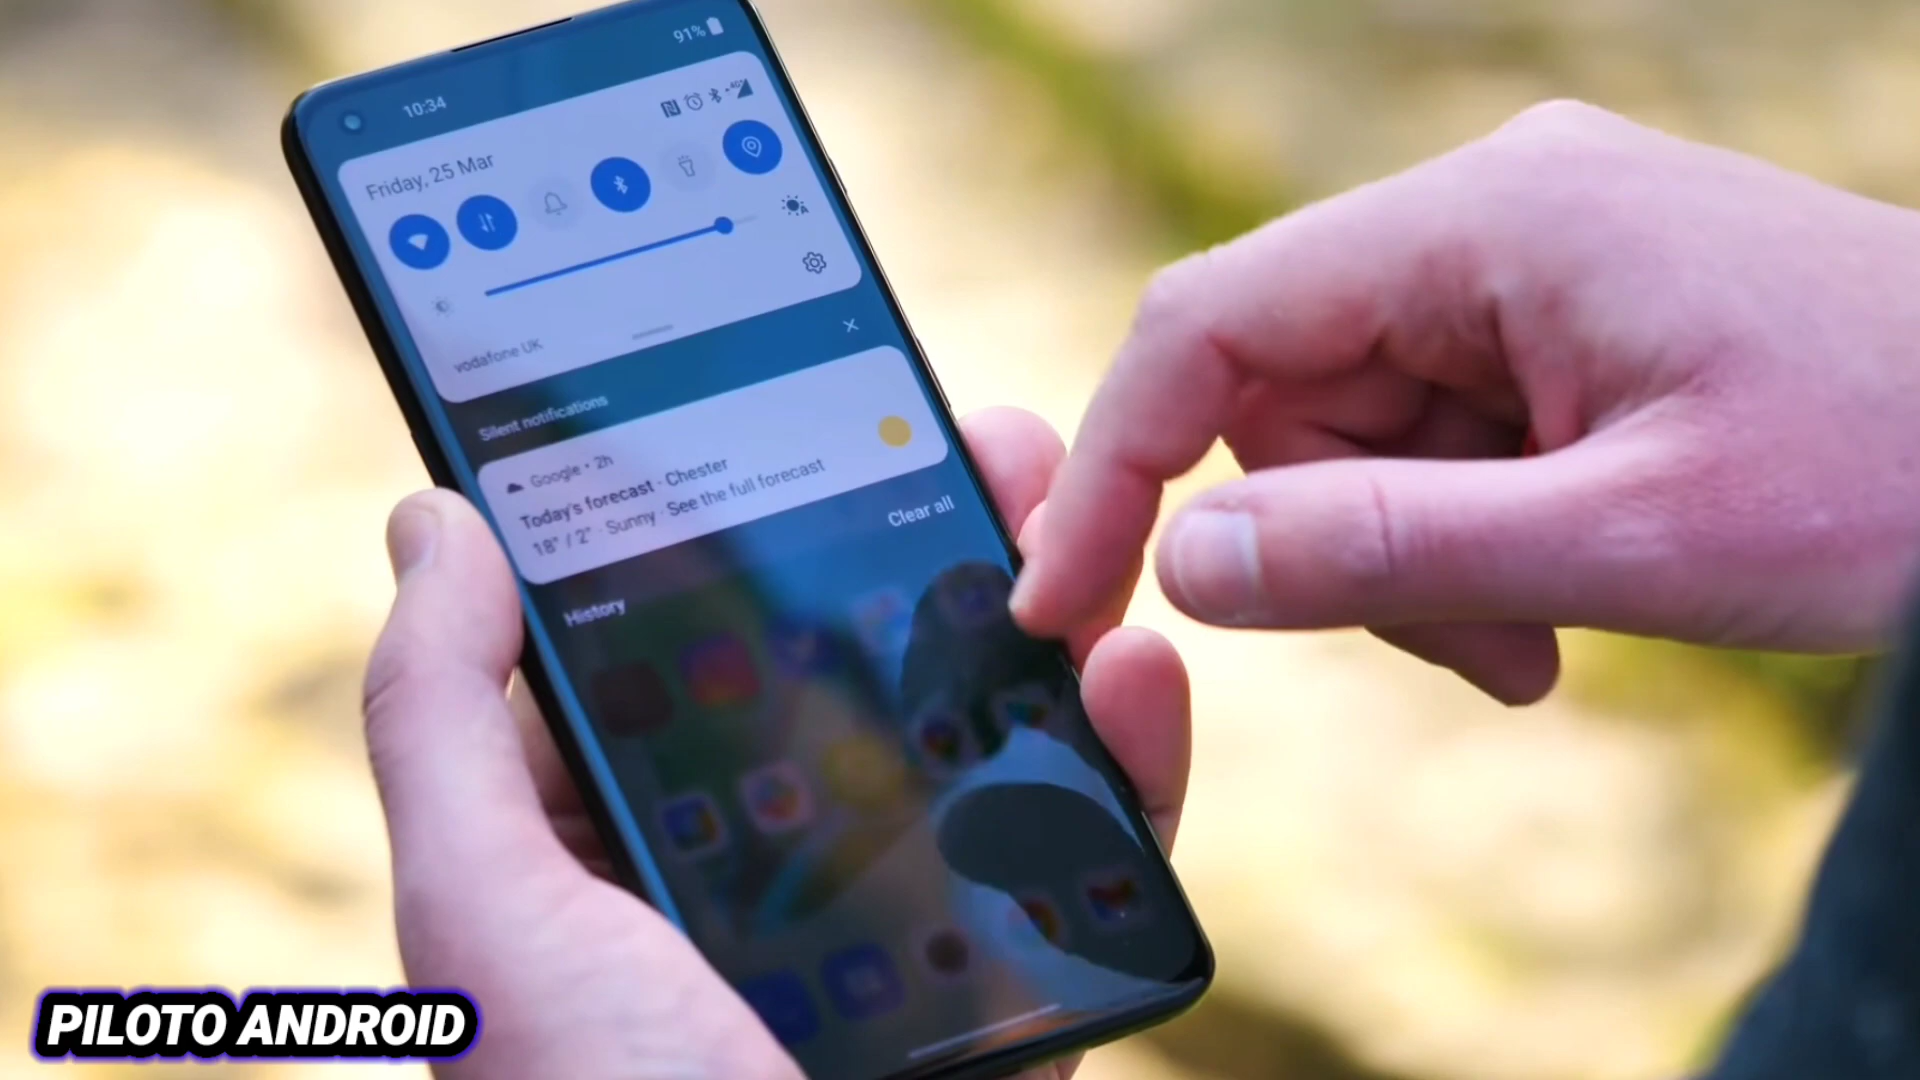 91%
10:34
4G
Friday, 25 Mar
vodafone UK
Silent notifications
Google • 2h
Today's forecast · Chester
18° / 2° · Sunny · See the full forecast
Clear all
History
PILOTO ANDROID